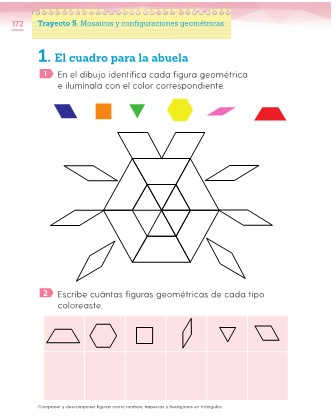 172
Trayecto 5. Mosaicos y configuraciones geométricas
1. El cuadro para la abuela
1 En el dibujo identifica cada figura geométrica
e ilumínala con el color correspondiente.
2 Escribe cuántas figuras geométricas de cada tipo
coloreaste.
Componer y descomponer figuras como rombos, trapecios y hexágonos en triángulos.